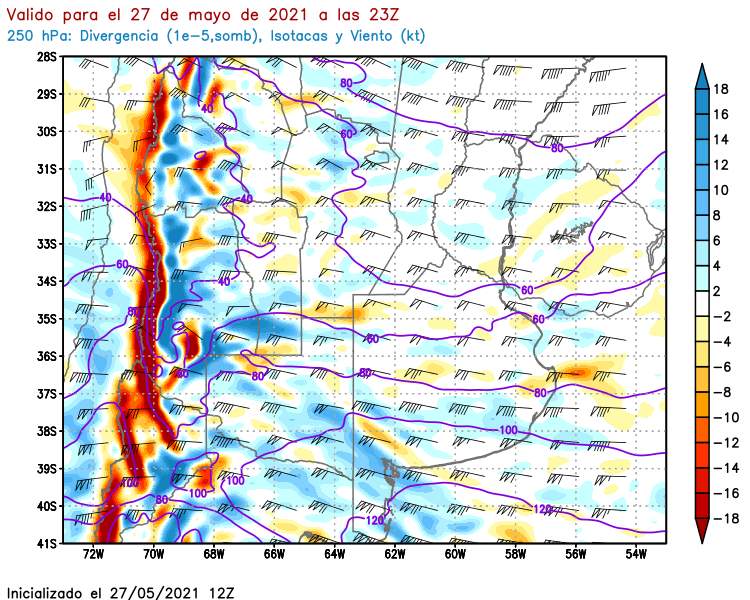 Valido para el 27 de mayo de 2021 a las 23Z
250 hPa: Divergencia (1e-5,somb), Isotacas y Viento (kt)
28S
29S
30S
31S
32S
33S
34S
35S
36S
37S
38S
39S
40S
41S
72W 70W 68W 66W 64W 62W 60W 58W 56W 54W
18
16
14
12
10
8
6
4
2
-2
-4
-6
-8
-10
-12
-14
-16
-18
80
40
60
80
40
40
60
40
60
80
60
60
80
80
80
80
100
100
100
100
80
120
120
Inicializado el 27/05/2021 12Z